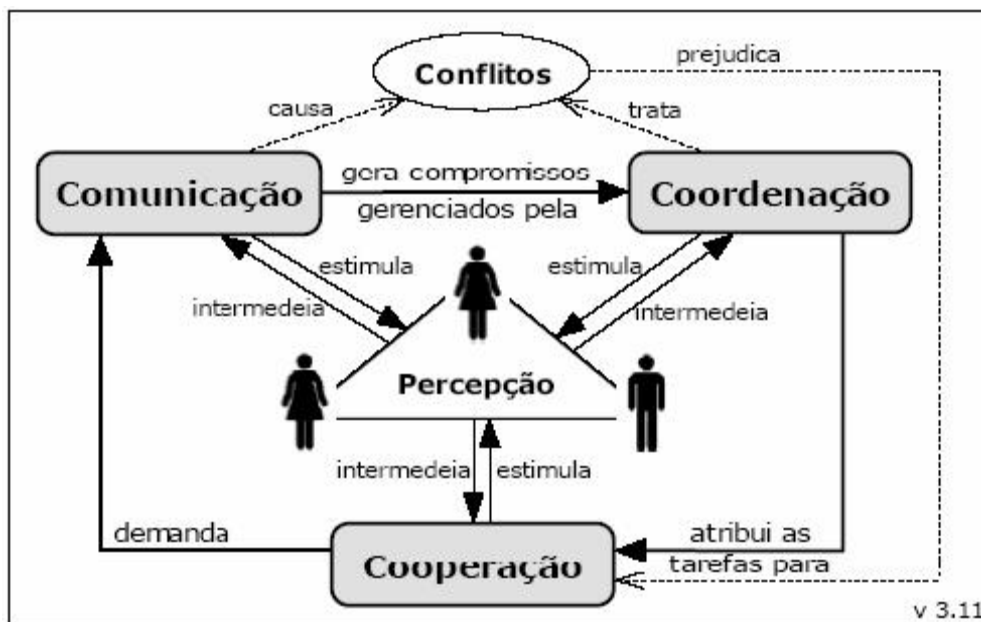 Conflitos
prejudica
causa
trata
Comunicação
gera compromissos
gerenciados pela
Coordenação
estimula
intermedeia
estimula
intermedeia
Percepção
intermedeia
estimula
demanda
Cooperação
atribui as
tarefas para
v 3.11